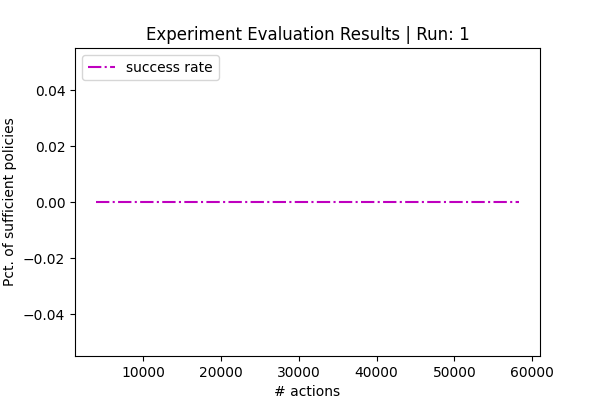 Experiment Evaluation Results | Run: 1
success rate
Pct. of sufficient policies
0.04
0.02
0.00
−0.02
−0.04
10000 20000 30000 40000 50000 60000
# actions